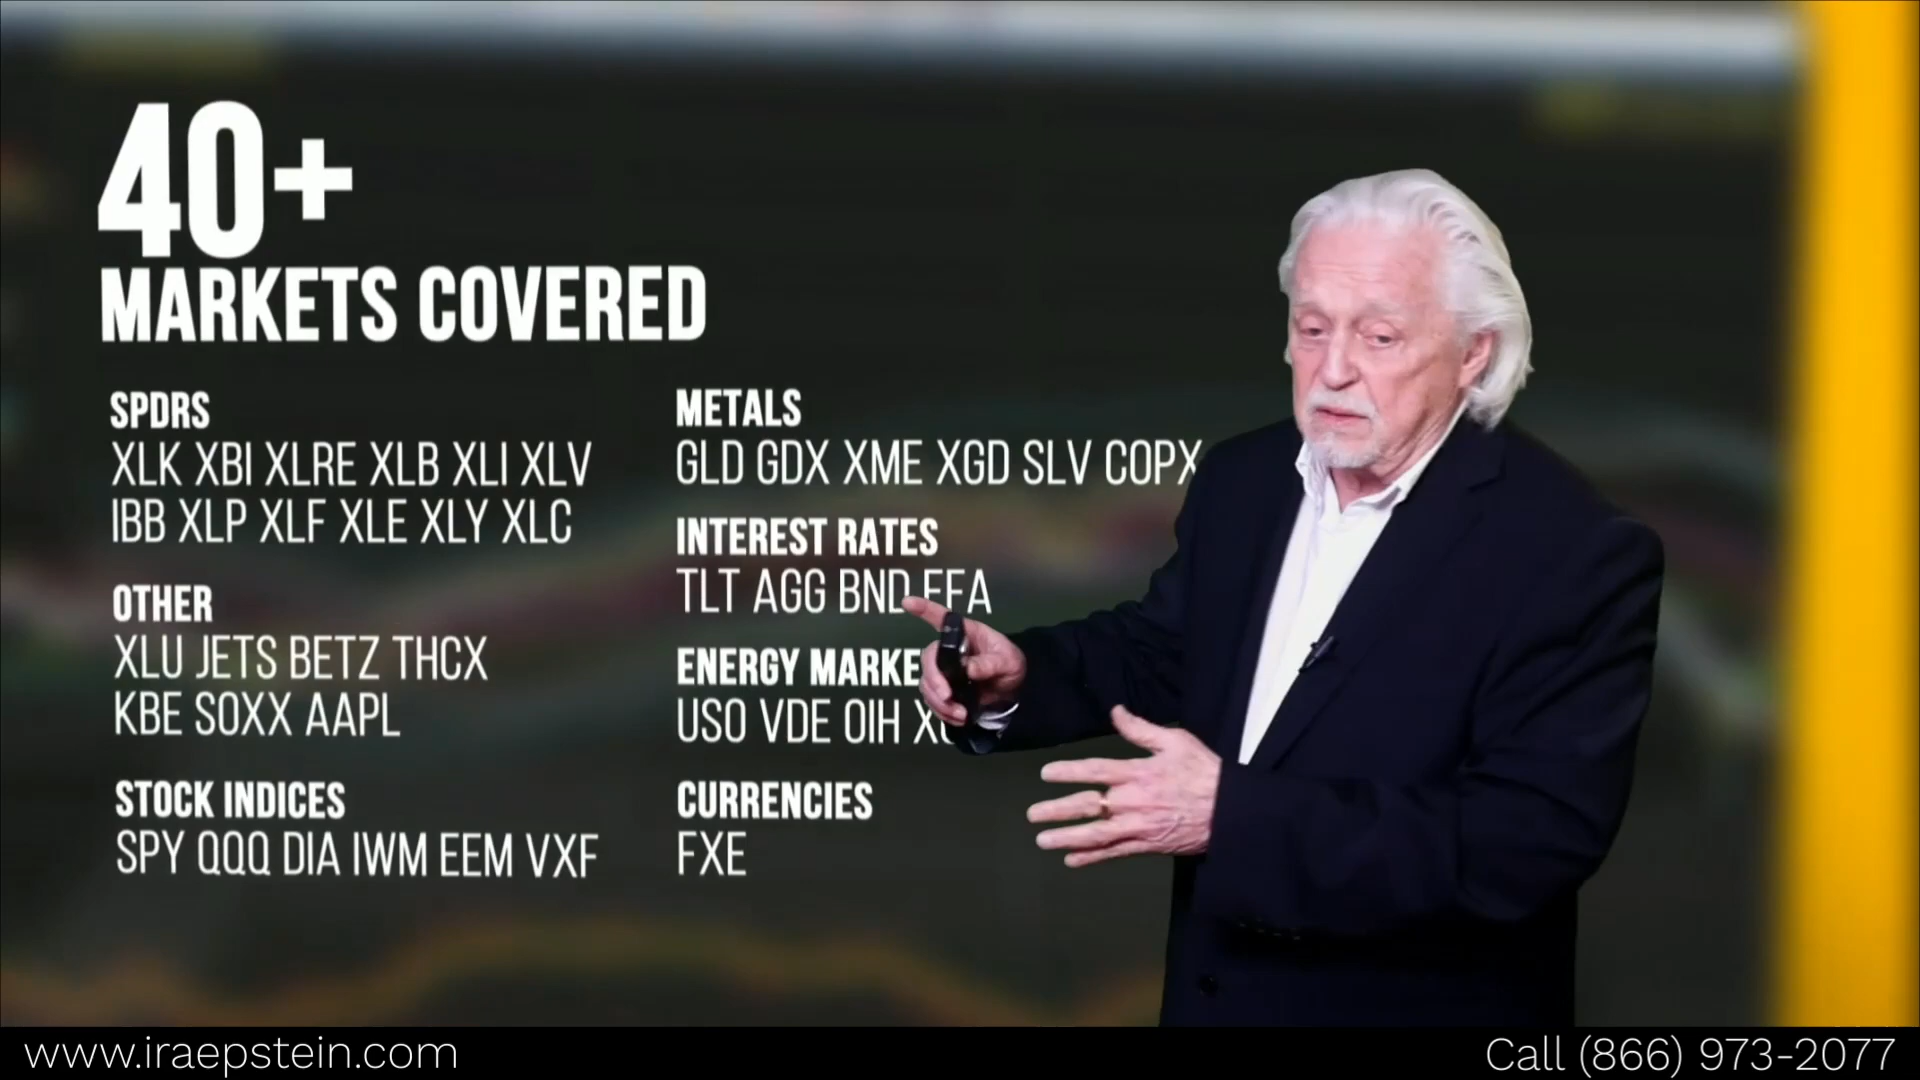 40+
MARKETS COVERED
SPDRS
XLK XBI XLRE XLB XLI XLV
IBB XLP XLF XLE XLY XLC
OTHER
XLU JETS BETZ THCX
KBE SOXX AAPL
STOCK INDICES
SPY QQQ DIA IWM EEM VXF
METALS
GLD GDX XME XGD SLV COPX
INTEREST RATES
TLT AGG BND EFA
ENERGY
USO VDE OIH
CURRENCIES
FXE
www.iraepstein.com
Call (866) 973-2077